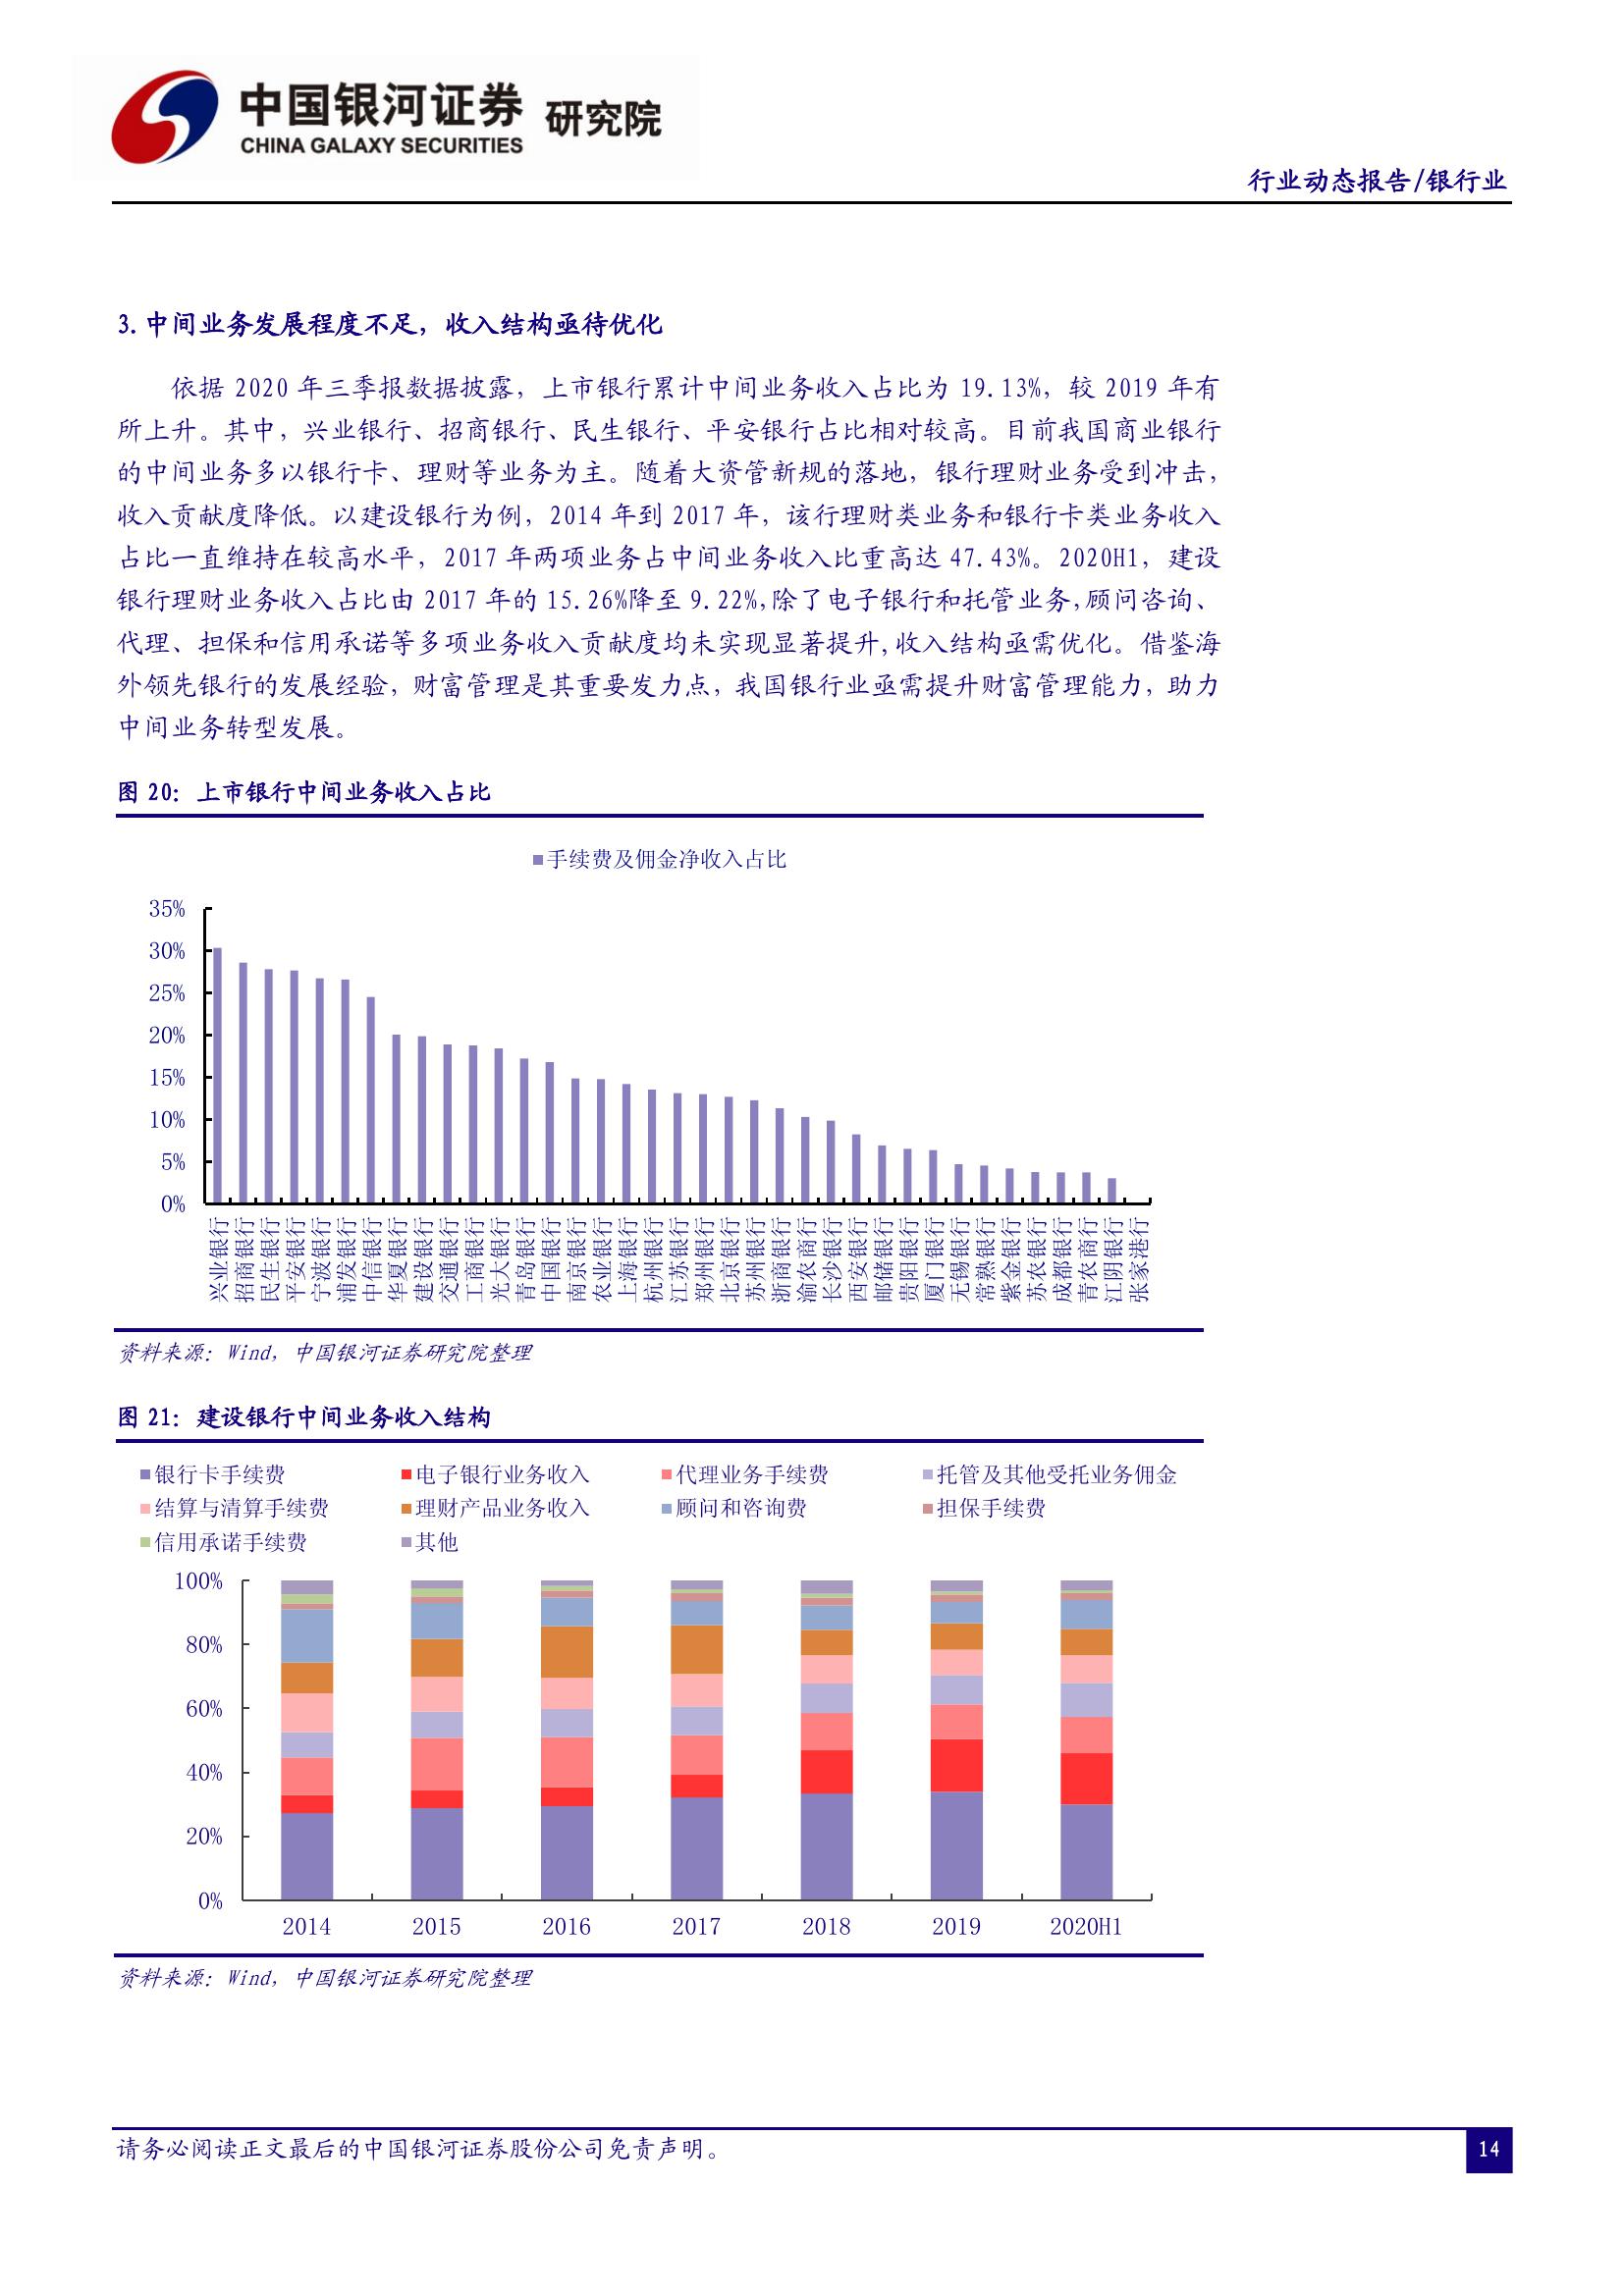 中国银河证券 研究院
CHINA GALAXY SECURITIES
行业动态报告/银行业
3.中间业务发展程度不足，收入结构亟待优化
依据 2020 年三季报数据披露，上市银行累计中间业务收入占比为 19.13%，较 2019 年有
所上升。其中，兴业银行、招商银行、民生银行、平安银行占比相对较高。目前我国商业银行
的中间业务多以银行卡、理财等业务为主。随着大资管新规的落地，银行理财业务受到冲击，
收入贡献度降低。以建设银行为例，2014 年到 2017 年，该行理财类业务和银行卡类业务收入
占比一直维持在较高水平，2017 年两项业务占中间业务收入比重高达 47.43%。2020H1，建设
银行理财业务收入占比由 2017 年的 15.26%降至 9.22%,除了电子银行和托管业务,顾问咨询、
代理、担保和信用承诺等多项业务收入贡献度均未实现显著提升,收入结构亟需优化。借鉴海
外领先银行的发展经验，财富管理是其重要发力点，我国银行业亟需提升财富管理能力，助力
中间业务转型发展。
图 20：上市银行中间业务收入占比
手续费及佣金净收入占比
35%
30%
25%
20%
15%
10%
5%
0%
兴业银行
招商银行
民生银行
平安银行
宁波银行
浦发银行
中信银行
华夏银行
建设银行
交通银行
工商银行
光大银行
青岛银行
中国银行
南京银行
农业银行
上海银行
杭州银行
江苏银行
郑州银行
北京银行
苏州银行
浙商银行
渝农商行
长沙银行
西安银行
邮储银行
贵阳银行
厦门银行
无锡银行
常熟银行
紫金银行
苏农银行
成都银行
青农商行
江阴银行
张家港行
资料来源：Wind，中国银河证券研究院整理
图 21：建设银行中间业务收入结构
银行卡手续费 电子银行业务收入 代理业务手续费 托管及其他受托业务佣金
结算与清算手续费 理财产品业务收入 顾问和咨询费 担保手续费
信用承诺手续费 其他
100%
80%
60%
40%
20%
0%
2014 2015 2016 2017 2018 2019 2020H1
资料来源：Wind，中国银河证券研究院整理
请务必阅读正文最后的中国银河证券股份公司免责声明。
14